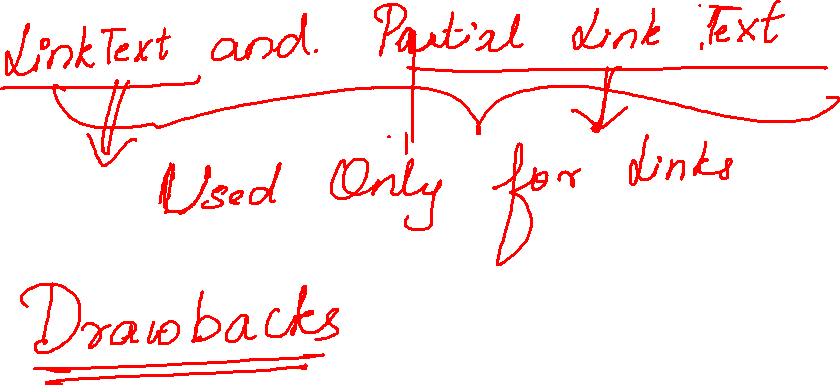 LinkText and. Partial Link Text
Used Only for Links
Drawbacks